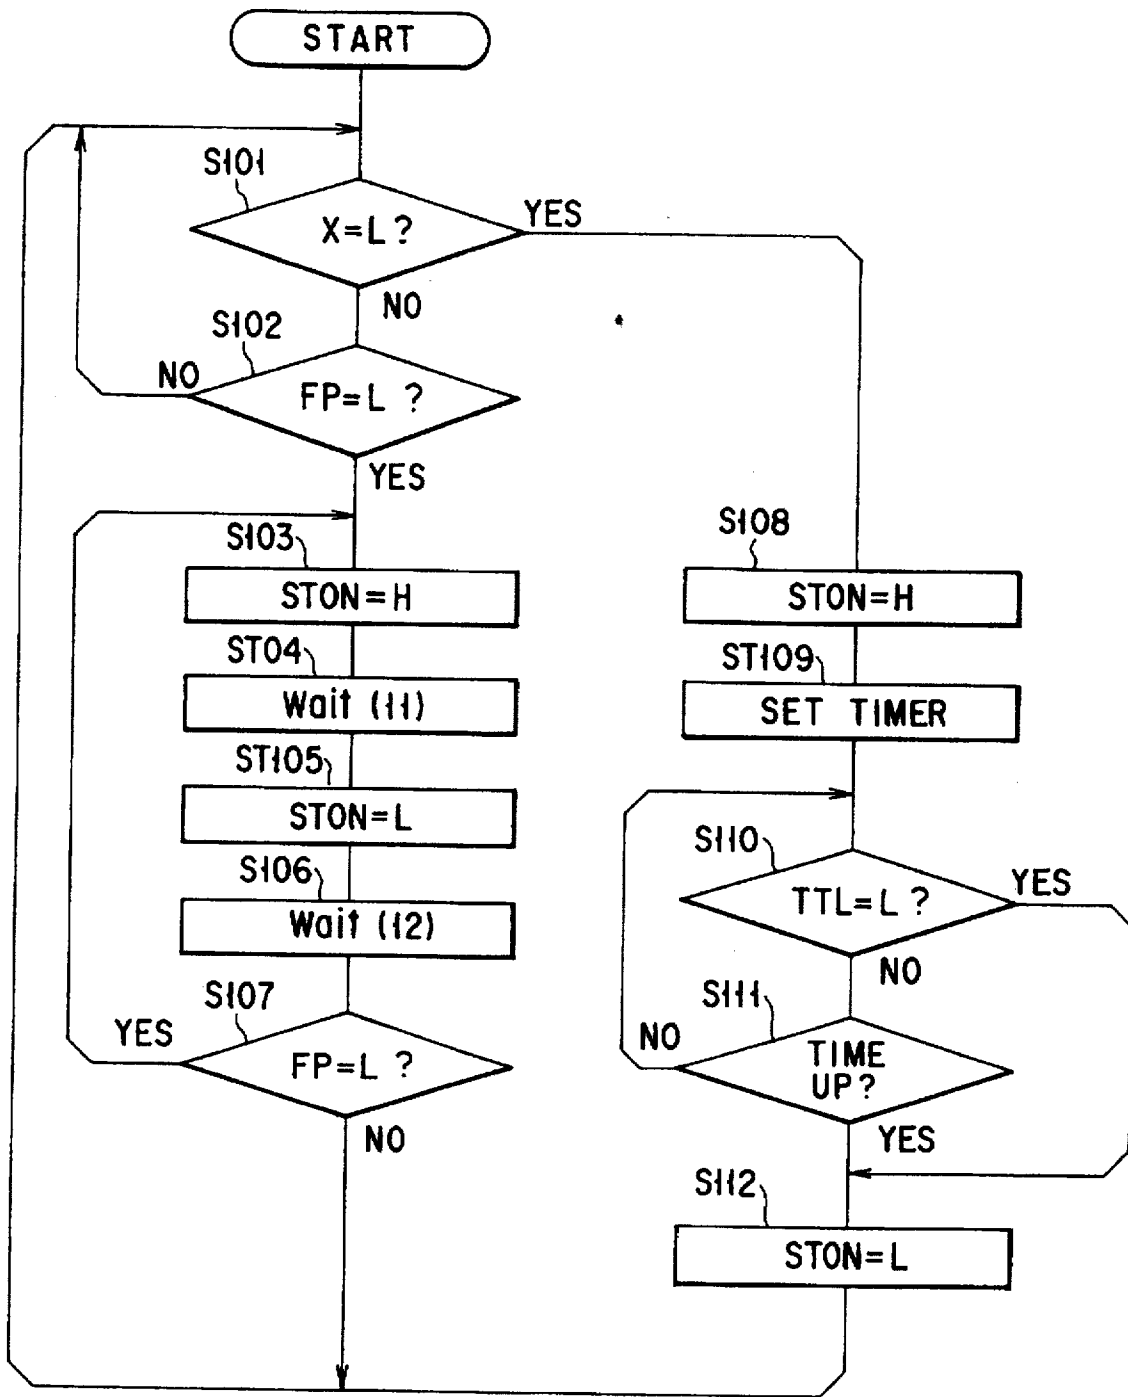 START
S101
X=L?
YES
NO
S102
NO
FP=L ?
YES
S103
STON=H
ST04
Wait (t1)
ST105
STON=L
S106
Wait (t2)
S107
YES
FP=L ?
NO
S108
STON=H
ST109
SET TIMER
S110
TTL=L ?
YES
NO
S111
NO
TIME
UP?
YES
S112
STON=L